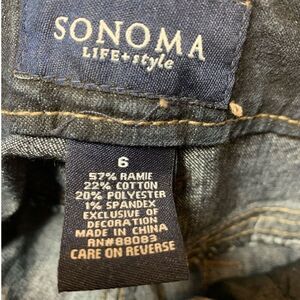 SONOMA
LIFE+style
6
57% RAMIE
22% COTTON
20% POLYESTER
1% SPANDEX
EXCLUSIVE OF
DECORATION
MADE IN CHINA
RN#88083
CARE ON REVERSE